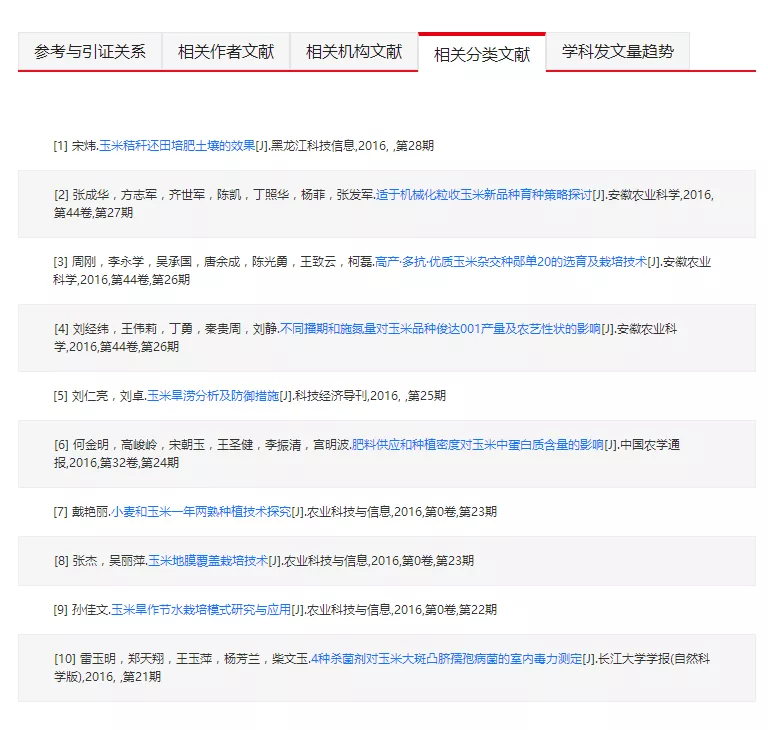 参考与引证关系 相关作者文献 相关机构文献 相关分类文献 学科发文量趋势
[1] 宋炜.玉米秸秆还田培肥土壤的效果[J].黑龙江科技信息,2016, ,第28期
[2] 张成华，方志军，齐世军，陈凯，丁照华，杨菲，张发军.适于机械化粒收玉米新品种育种策略探讨[J].安徽农业科学,2016,
第44卷,第27期
[3] 周刚，李永学，吴承国，唐余成，陈光勇，王致云，柯磊.高产·多抗·优质玉米杂交种郧单20的选育及栽培技术[J].安徽农业
科学,2016,第44卷,第26期
[4] 刘经纬，王伟莉，丁勇，秦贵周，刘静.不同播期和施氮量对玉米品种俊达001产量及农艺性状的影响[J].安徽农业科
学,2016,第44卷,第26期
[5] 刘仁亮，刘卓.玉米旱涝分析及防御措施[J].科技经济导刊,2016, ,第25期
[6] 何金明，高峻岭，宋朝玉，王圣健，李振清，宫明波.肥料供应和种植密度对玉米中蛋白质含量的影响[J].中国农学通
报,2016,第32卷,第24期
[7] 戴艳丽.小麦和玉米一年两熟种植技术探究[J].农业科技与信息,2016,第0卷,第23期
[8] 张杰，吴丽萍.玉米地膜覆盖栽培技术[J].农业科技与信息,2016,第0卷,第23期
[9] 孙佳文.玉米旱作节水栽培模式研究与应用[J].农业科技与信息,2016,第0卷,第22期
[10] 雷玉明，郑天翔，王玉萍，杨芳兰，柴文玉.4种杀菌剂对玉米大斑凸脐蠕孢病菌的室内毒力测定[J].长江大学学报(自然科
学版),2016, ,第21期